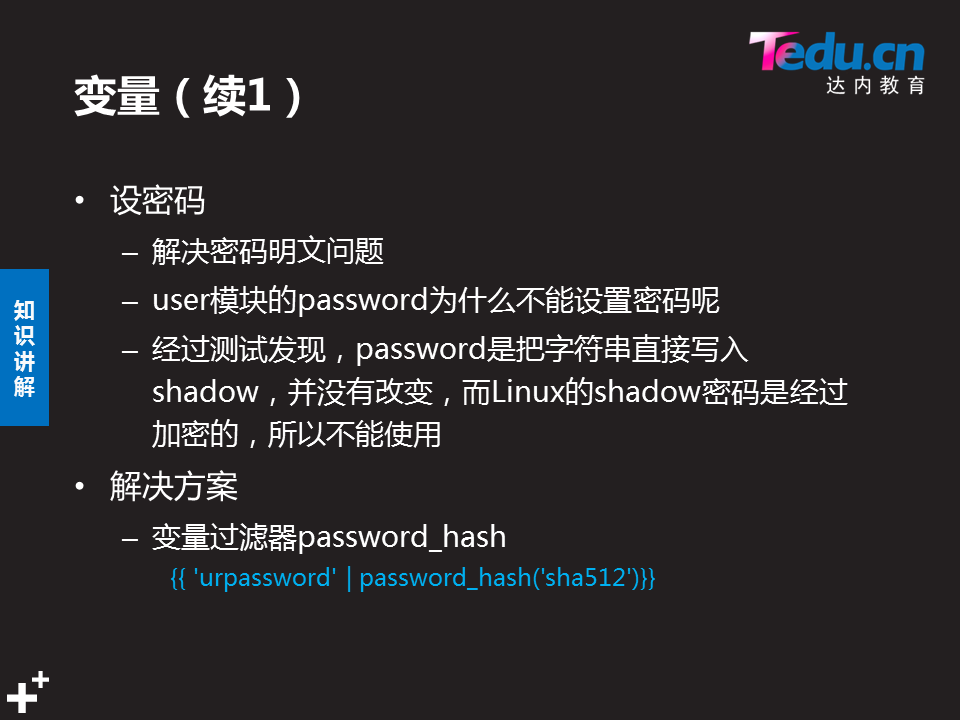 Tedu.cn
达内教育
变量（续1）
• 设密码
– 解决密码明文问题
– user模块的password为什么不能设置密码呢
– 经过测试发现，password是把字符串直接写入
shadow，并没有改变，而Linux的shadow密码是经过
加密的，所以不能使用
知识讲解
• 解决方案
– 变量过滤器password_hash
{{ 'urpassword' | password_hash('sha512')}}